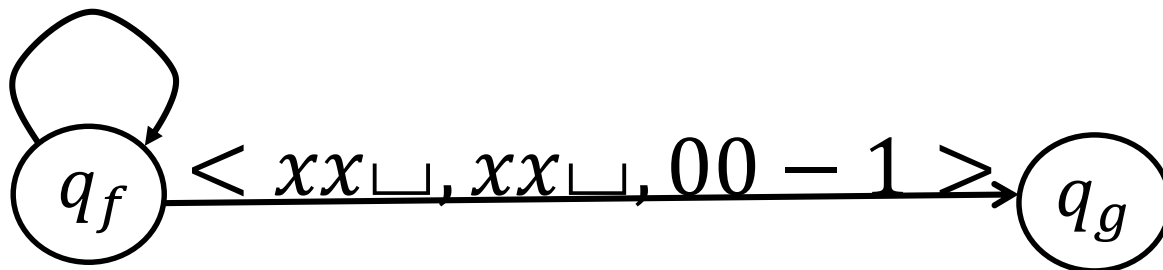 q_f
< xx⊔, xx⊔, 00 − 1 >
q_g